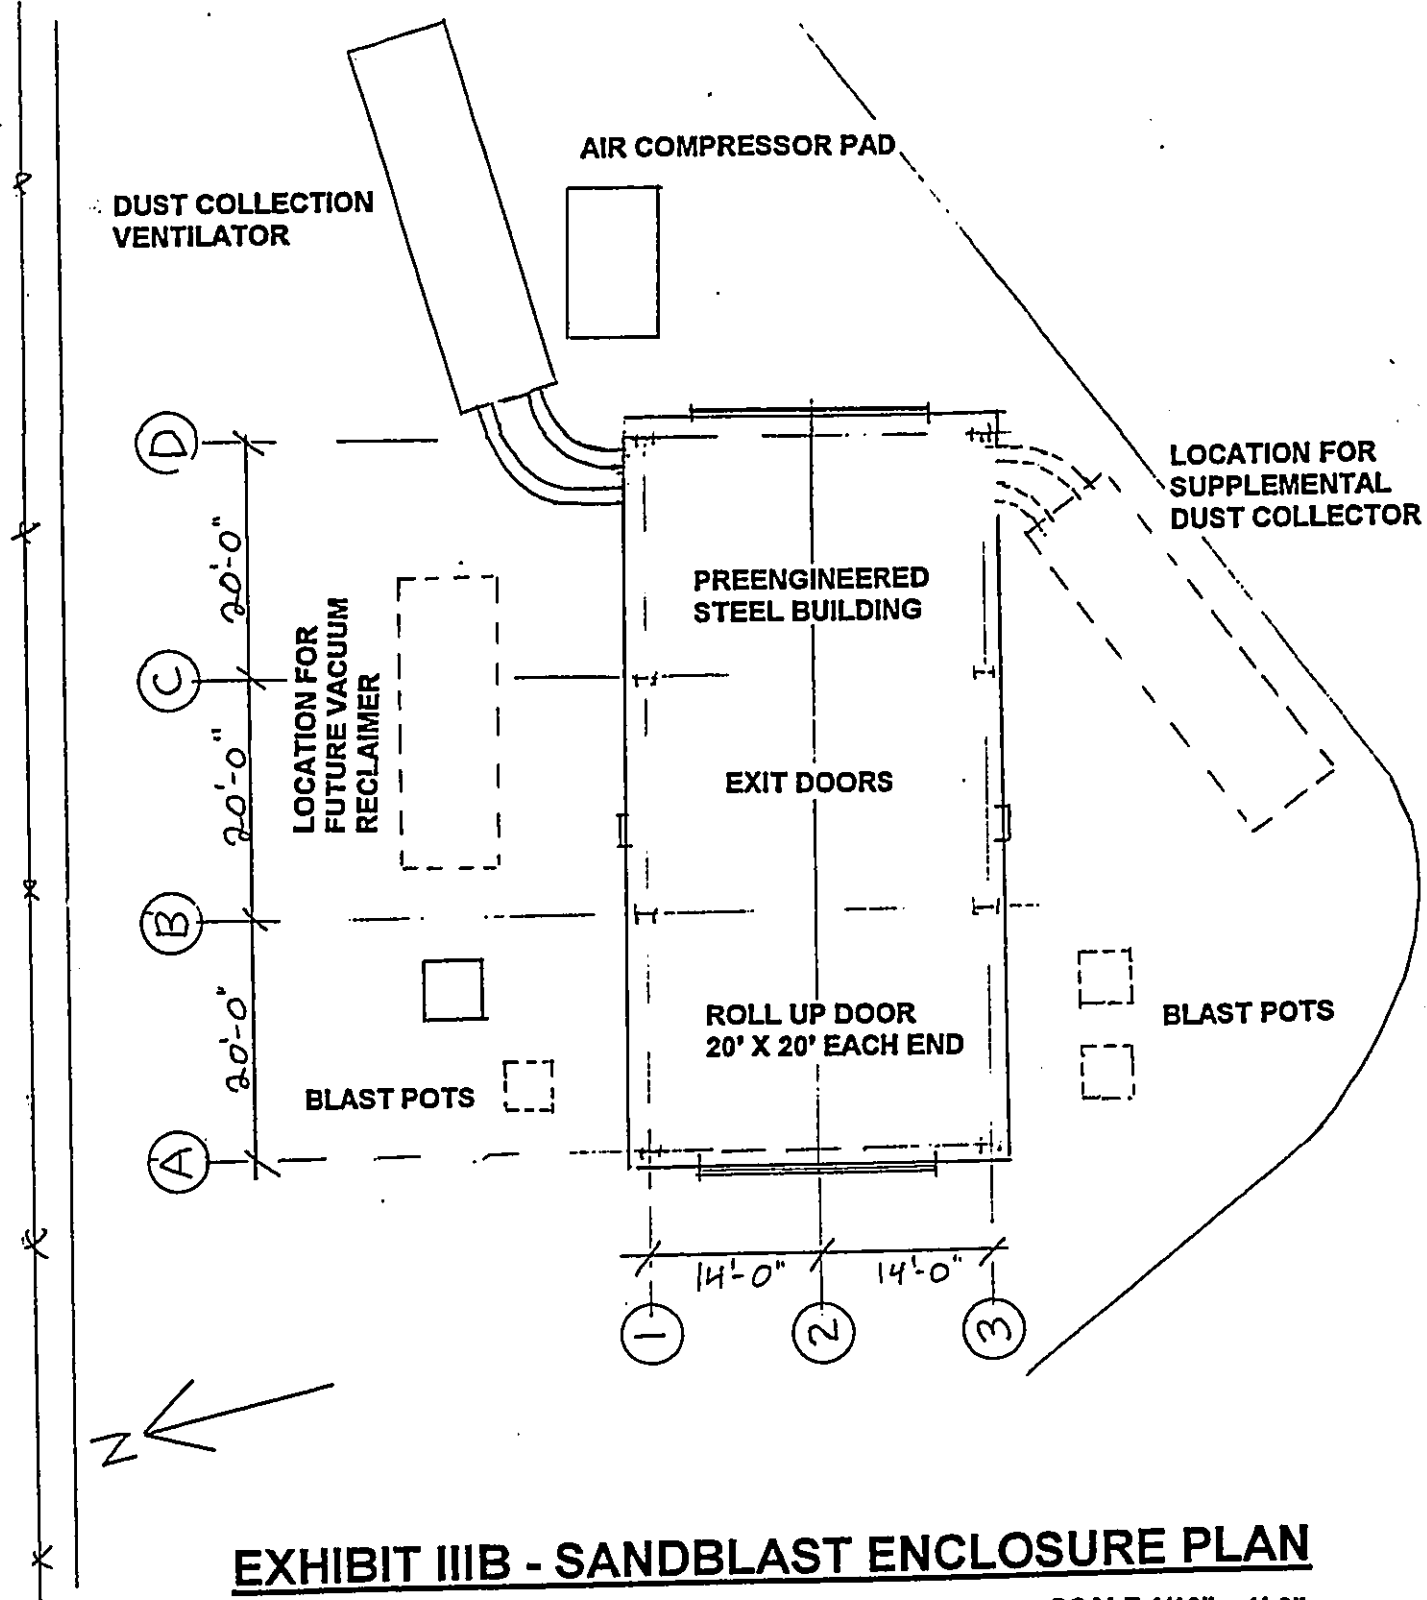 AIR COMPRESSOR PAD
DUST COLLECTION
VENTILATOR
D
LOCATION FOR
SUPPLEMENTAL
DUST COLLECTOR
20'-0"
PREENGINEERED
STEEL BUILDING
C
LOCATION FOR
FUTURE VACUUM
RECLAIMER
20'-0"
EXIT DOORS
B
20'-0"
ROLL UP DOOR
20' X 20' EACH END
BLAST POTS
BLAST POTS
A
14'-0"
14'-0"
1
2
3
N
EXHIBIT IIIB - SANDBLAST ENCLOSURE PLAN